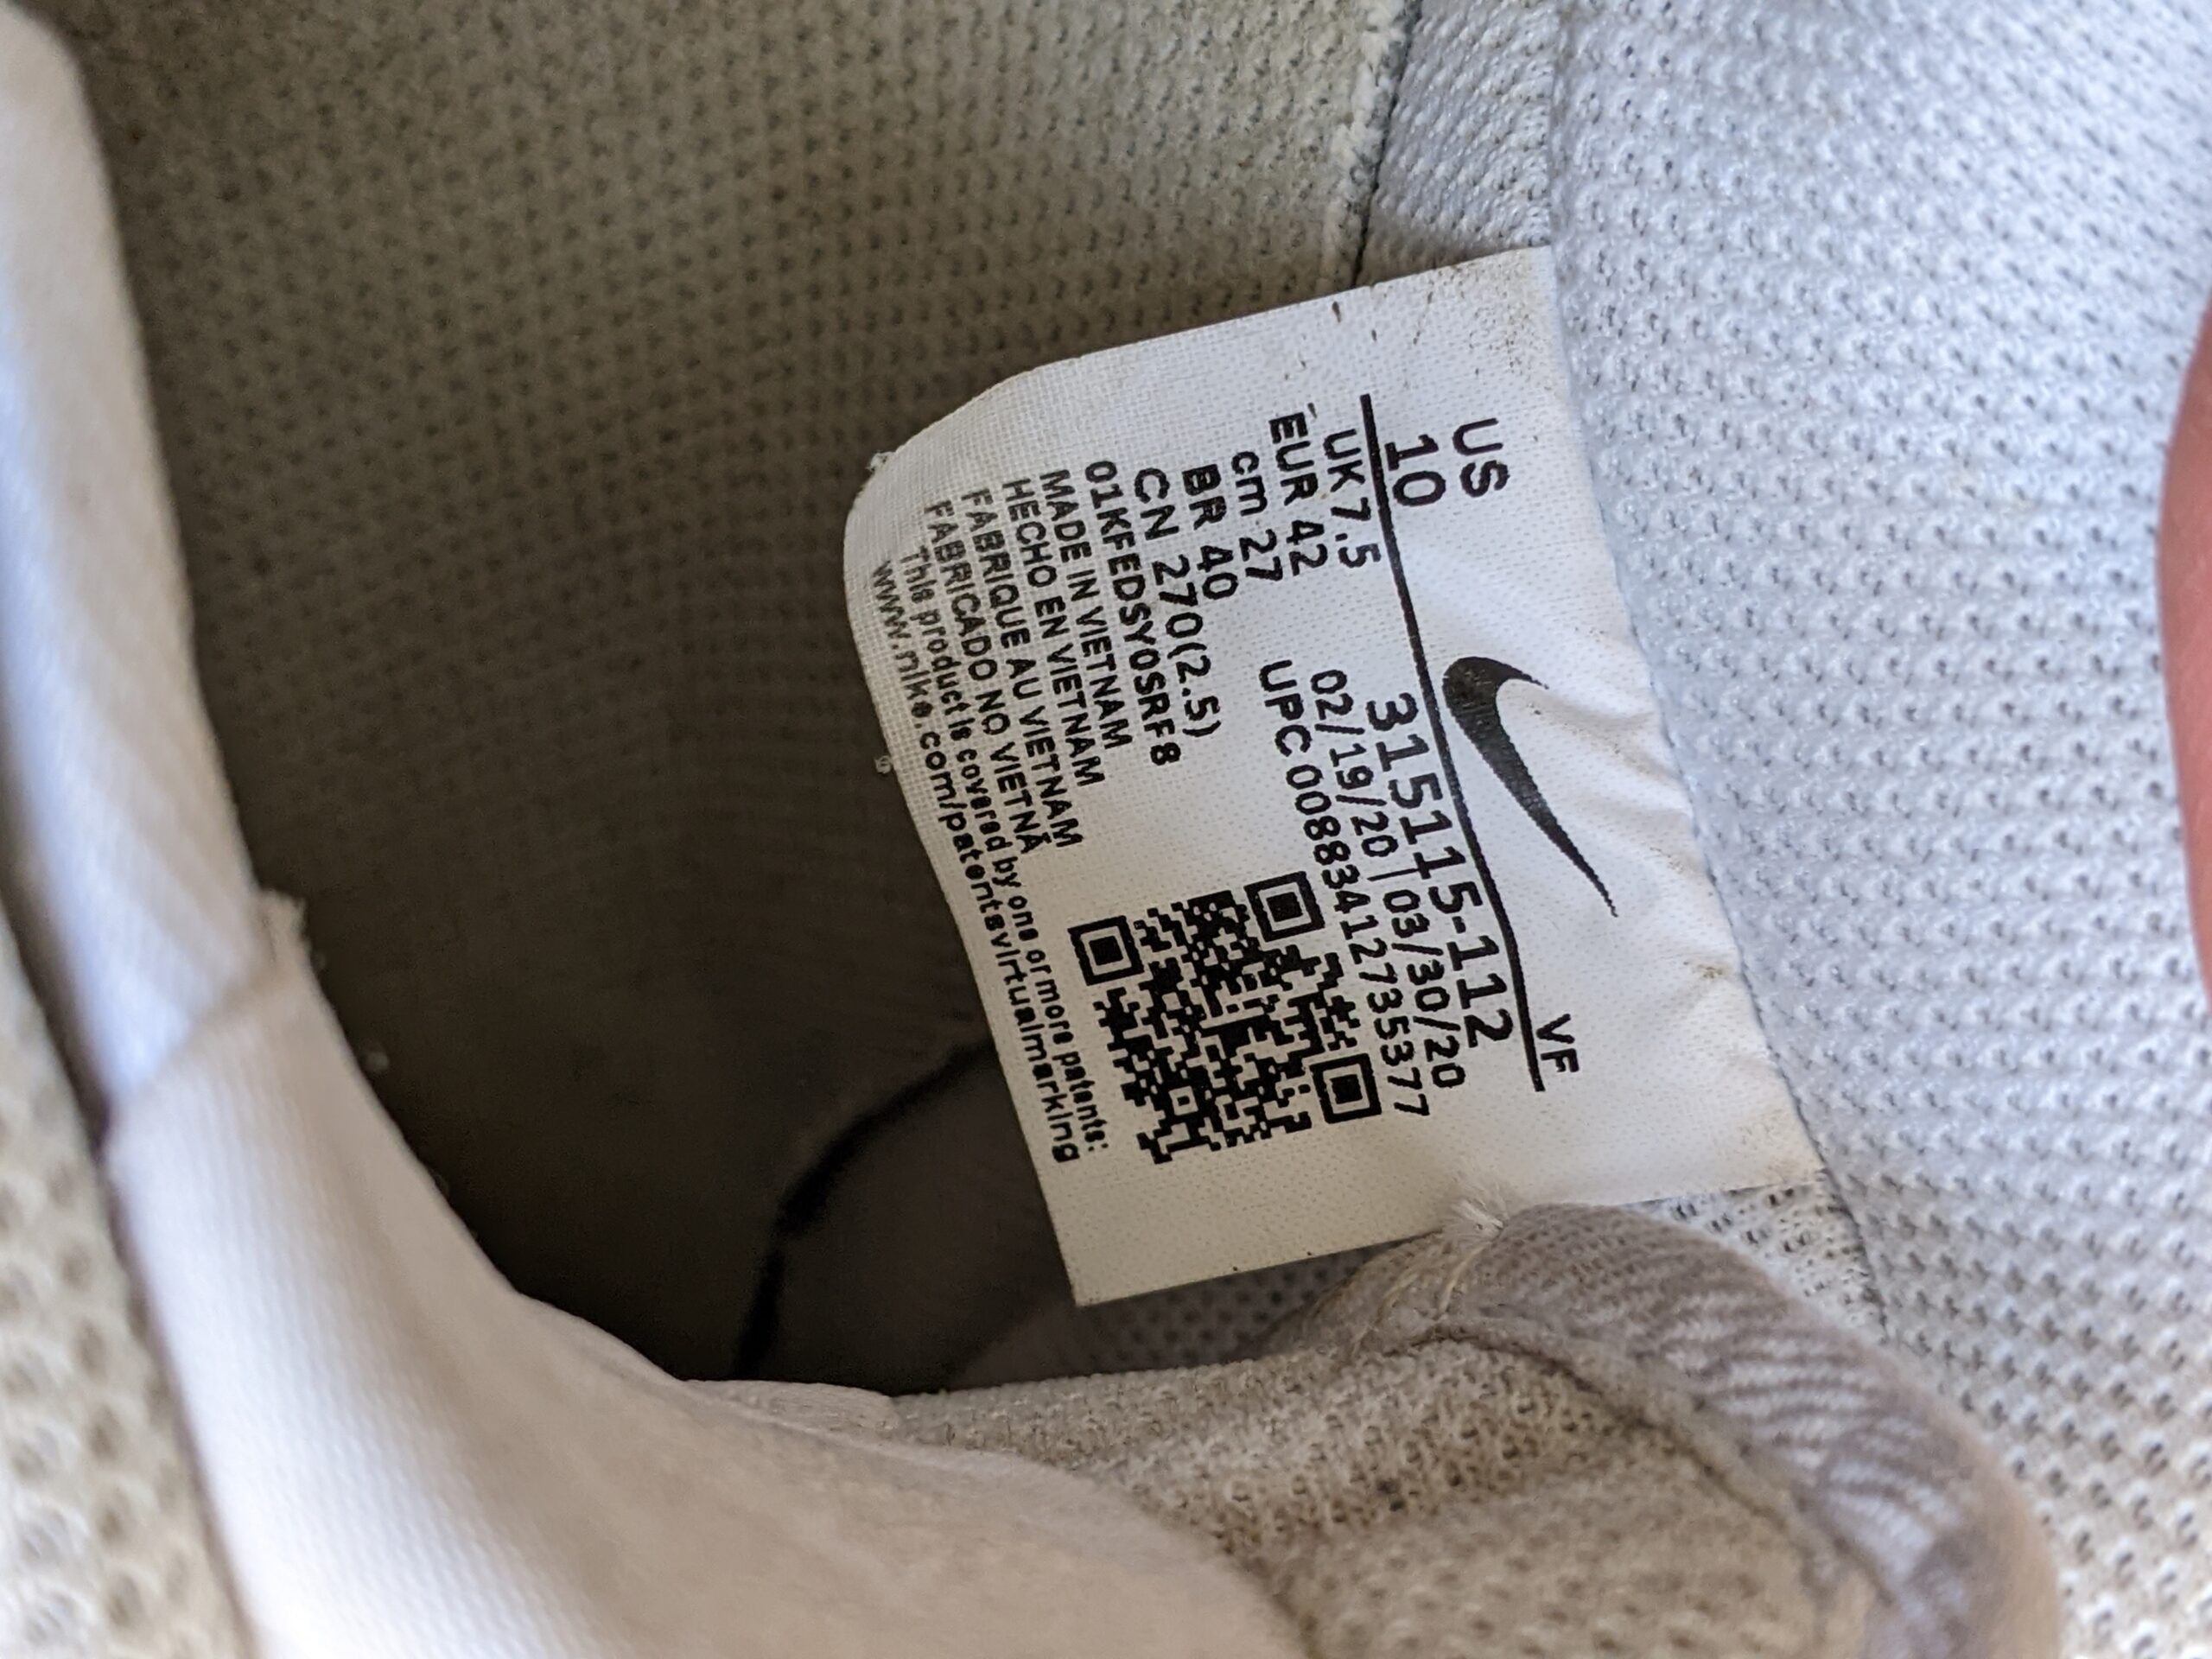 US
10
VF
UK 7.5
EUR 42
cm 27
BR 40
CN 270(2.5)
315115-112
02/19/20 | 03/30/20
UPC 00883412735377
01KFEDSY0SRF8
MADE IN VIETNAM
HECHO EN VIETNAM
FABRIQUE AU VIETNAM
FABRICADO NO VIETNÃ
This product is covered by one or more patents:
www.nike.com/patentsvirtualmarking